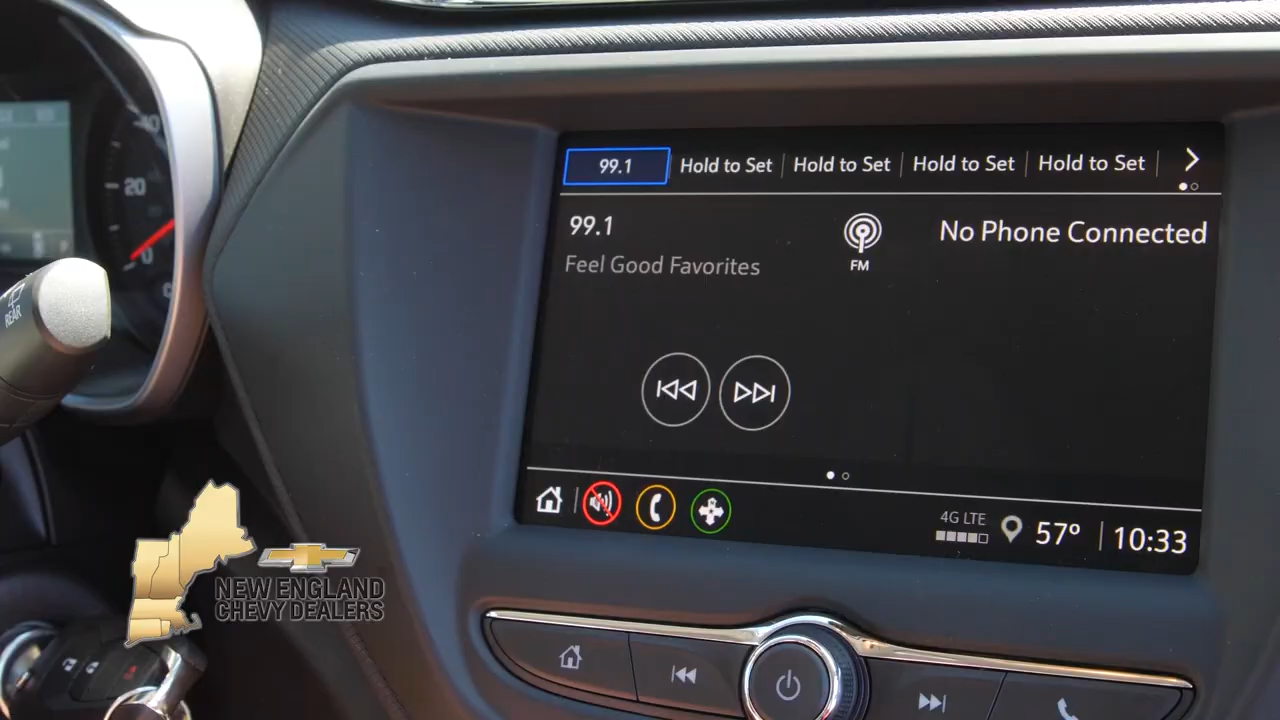 99.1
Hold to Set
Hold to Set
Hold to Set
Hold to Set
99.1
Feel Good Favorites
FM
No Phone Connected
4G LTE
57°
10:33
20
0
REAR
NEW ENGLAND
CHEVY DEALERS